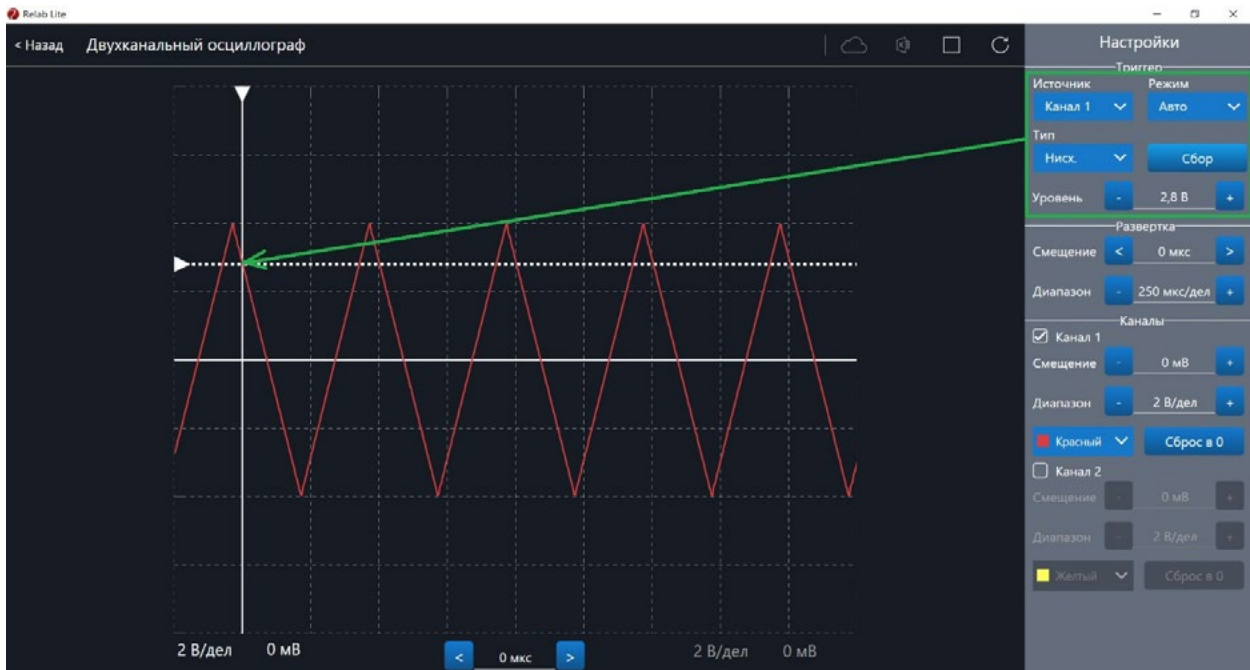 Relab Lite
< Назад Двухканальный осциллограф
Настройки
Триггер
Источник Режим
Канал 1 Авто
Тип
Нисх. Сбор
Уровень - 2,8 В +
Развертка
Смещение < 0 мкс >
Диапазон - 250 мкс/дел +
Каналы
Канал 1
Смещение - 0 мВ +
Диапазон - 2 В/дел +
Красный Сброс в 0
Канал 2
Смещение - 0 мВ +
Диапазон - 2 В/дел +
Желтый Сброс в 0
2 В/дел 0 мВ < 0 мкс > 2 В/дел 0 мВ